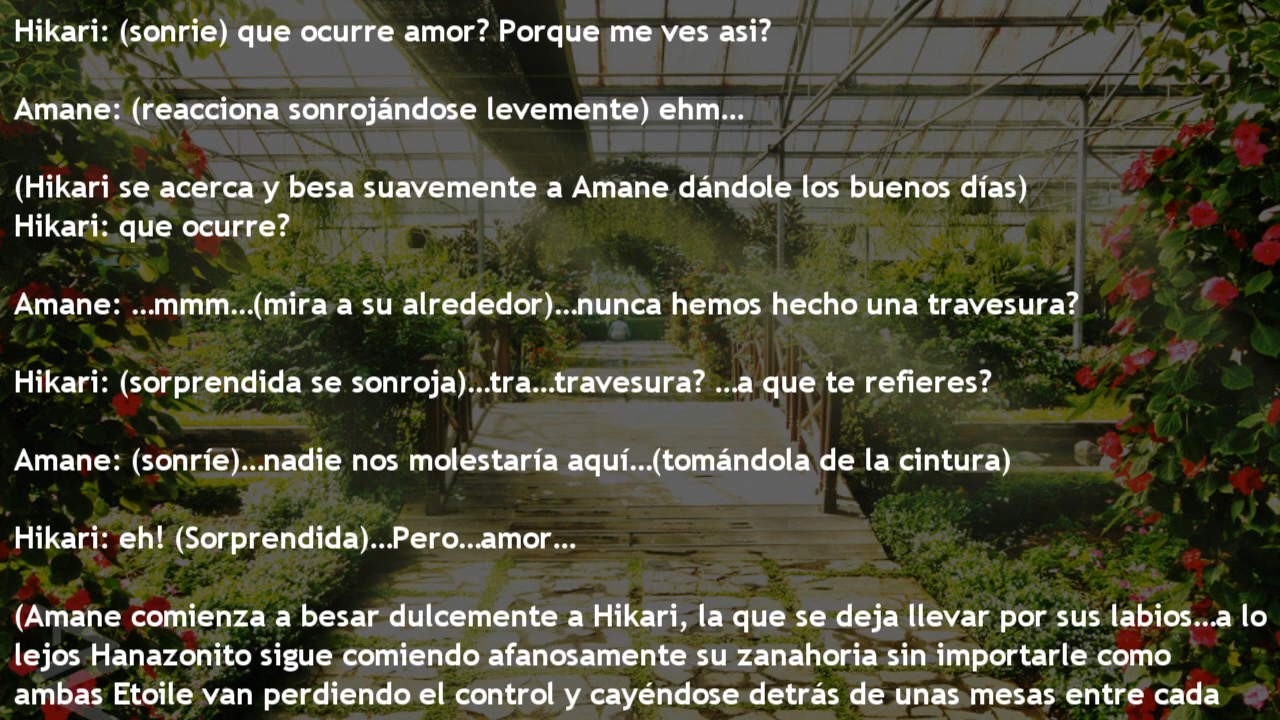 Hikari: (sonrie) que ocurre amor? Porque me ves asi?
Amane: (reacciona sonrojándose levemente) ehm...
(Hikari se acerca y besa suavemente a Amane dándole los buenos días)
Hikari: que ocurre?
Amane: ...mmm...(mira a su alrededor)...nunca hemos hecho una travesura?
Hikari: (sorprendida se sonroja)...tra...travesura? ...a que te refieres?
Amane: (sonríe)...nadie nos molestaría aquí...(tomándola de la cintura)
Hikari: eh! (Sorprendida)...Pero...amor...
(Amane comienza a besar dulcemente a Hikari, la que se deja llevar por sus labios...a lo
lejos Hanazonito sigue comiendo afanosamente su zanahoria sin importarle como
ambas Etoile van perdiendo el control y cayéndose detrás de unas mesas entre cada